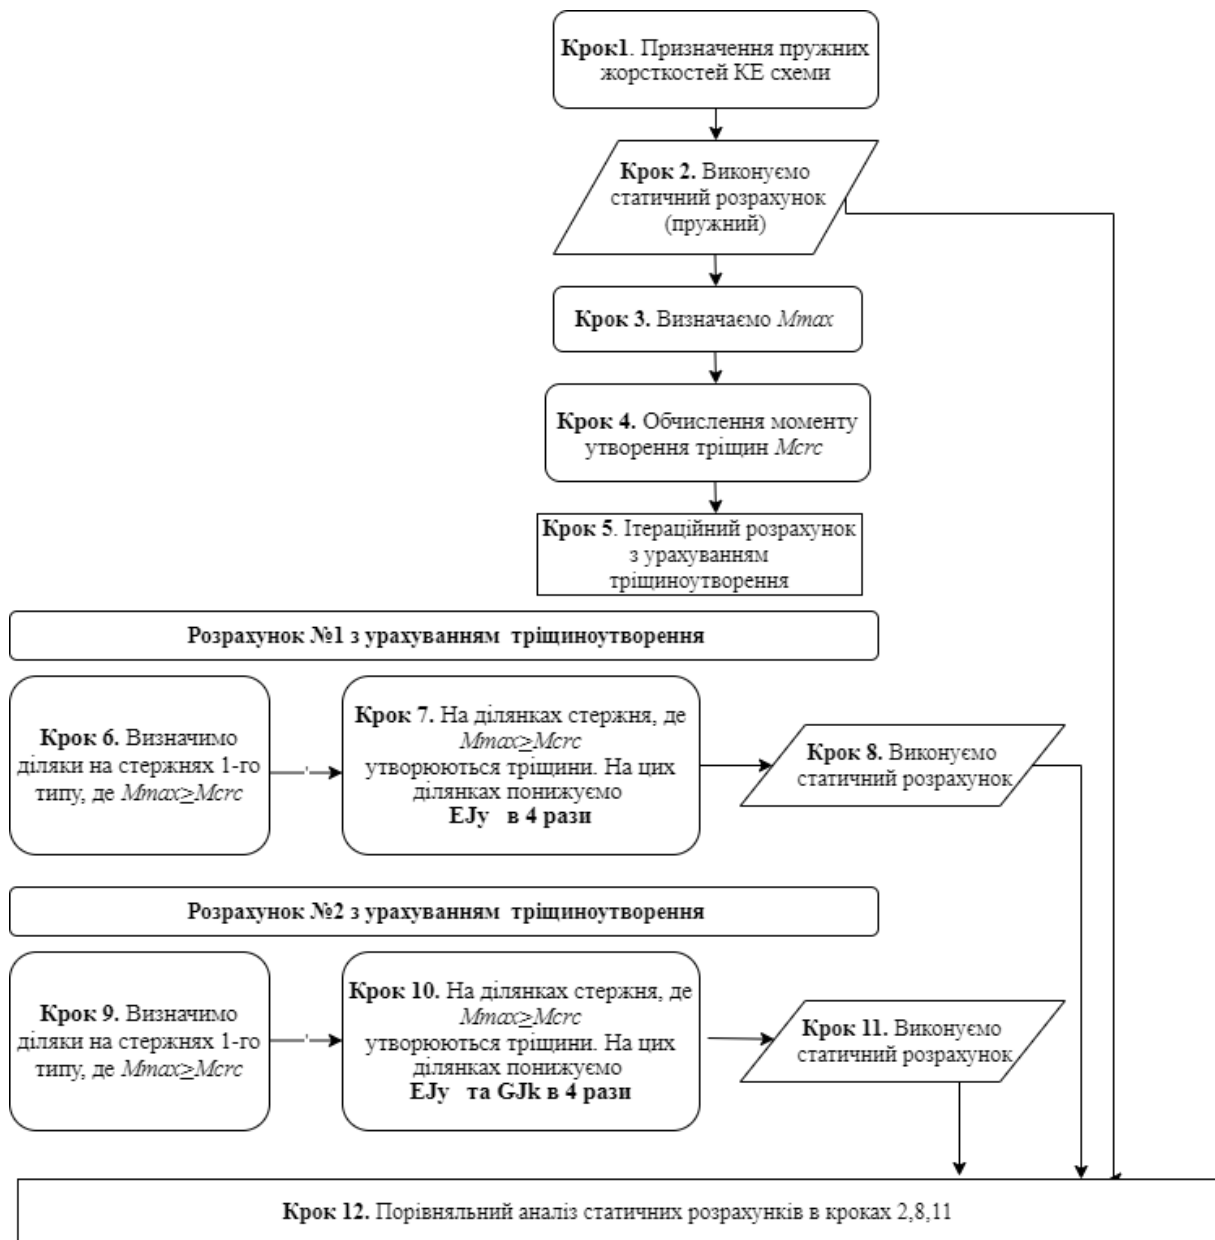 Крок1. Призначення пружних
жорсткостей КЕ схеми
Крок 2. Виконуємо
статичний розрахунок
(пружний)
Крок 3. Визначаємо Mmax
Крок 4. Обчислення моменту
утворення тріщин Mcrc
Крок 5. Ітераційний розрахунок
з урахуванням
тріщиноутворення
Розрахунок №1 з урахуванням тріщиноутворення
Крок 6. Визначимо
діляки на стержнях 1-го
типу, де Mmax≥Mcrc
Крок 7. На ділянках стержня, де
Mmax≥Mcrc
утворюються тріщини. На цих
ділянках понижуємо
EJy в 4 рази
Крок 8. Виконуємо
статичний розрахунок
Розрахунок №2 з урахуванням тріщиноутворення
Крок 9. Визначимо
діляки на стержнях 1-го
типу, де Mmax≥Mcrc
Крок 10. На ділянках стержня, де
Mmax≥Mcrc
утворюються тріщини. На цих
ділянках понижуємо
EJy та GJk в 4 рази
Крок 11. Виконуємо
статичний розрахунок
Крок 12. Порівняльний аналіз статичних розрахунків в кроках 2,8,11